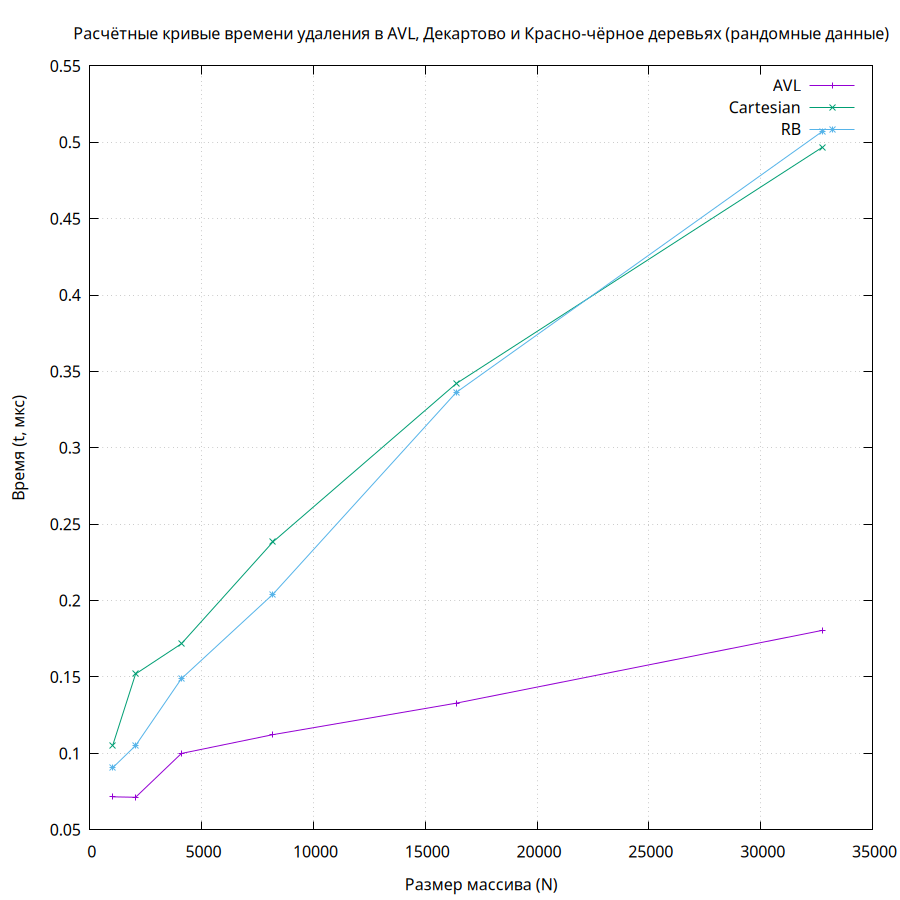 Расчётные кривые времени удаления в AVL, Декартово и Красно-чёрное деревьях (рандомные данные)
0.55
0.5
0.45
0.4
0.35
0.3
0.25
0.2
0.15
0.1
0.05
AVL
Cartesian
RB
Время (t, мкс)
0 5000 10000 15000 20000 25000 30000 35000
Размер массива (N)